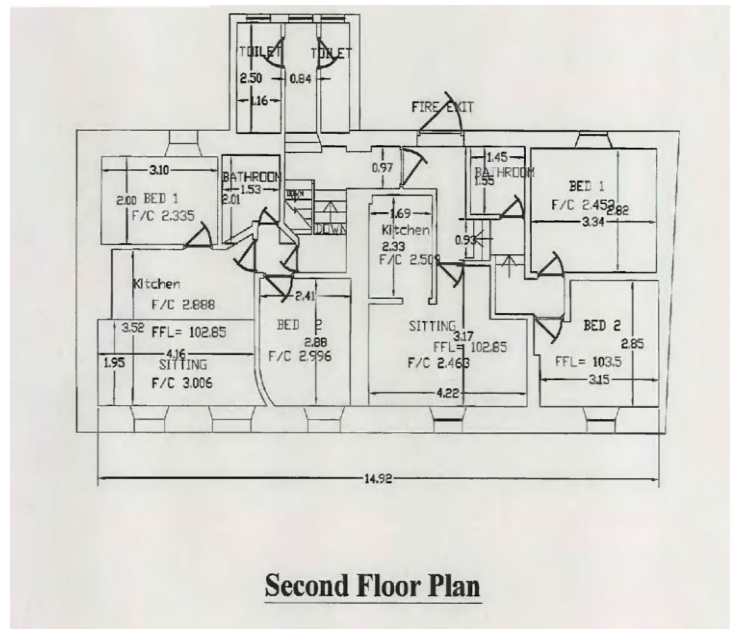 TOILET
TOILET
2.50
0.84
1.16
FIRE EXIT
3.10
BATHROOM
1.53
2.01
0.97
1.45
BATHROOM
1.55
BED 1
F/C 2.453
2.82
3.34
2.00
BED 1
F/C 2.335
DOWN
DOWN
1.69
Kitchen
2.33
F/C 2.509
0.93
Kitchen
F/C 2.888
2.41
3.52
FFL= 102.85
BED 2
2.88
F/C 2.996
SITTING
3.17
FFL= 102.85
F/C 2.463
BED 2
2.85
FFL= 103.5
3.15
4.16
1.95
SITTING
F/C 3.006
4.22
14.92
Second Floor Plan